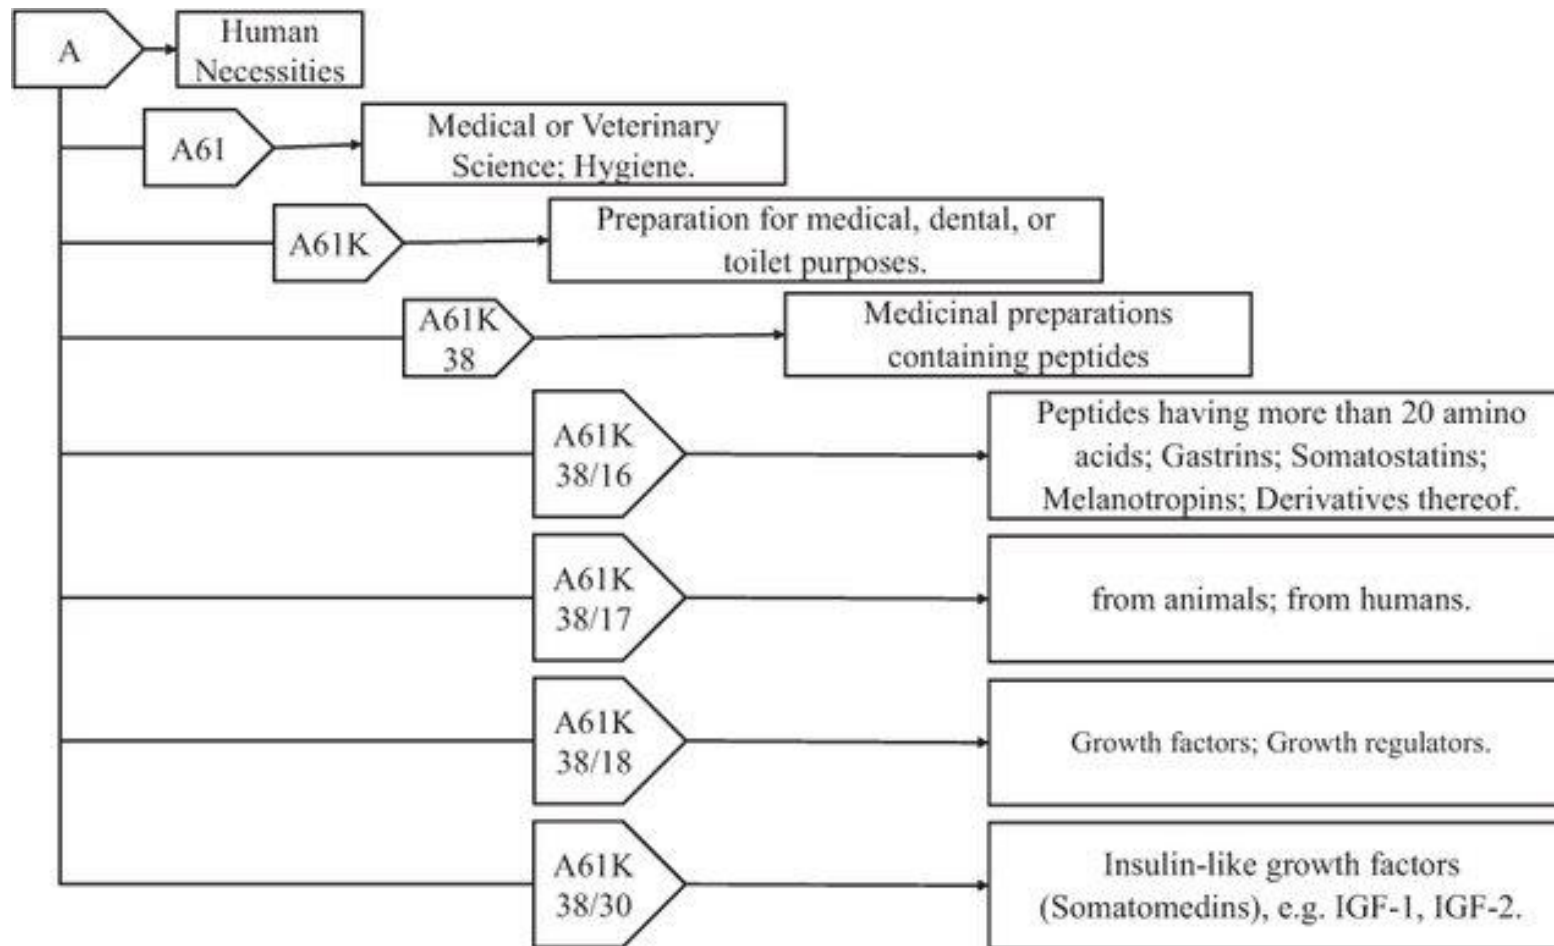 A
Human
Necessities
A61
Medical or Veterinary
Science; Hygiene.
A61K
Preparation for medical, dental, or
toilet purposes.
A61K
38
Medicinal preparations
containing peptides
A61K
38/16
Peptides having more than 20 amino
acids; Gastrins; Somatostatins;
Melanotropins; Derivatives thereof.
A61K
38/17
from animals; from humans.
A61K
38/18
Growth factors; Growth regulators.
A61K
38/30
Insulin-like growth factors
(Somatomedins), e.g. IGF-1, IGF-2.